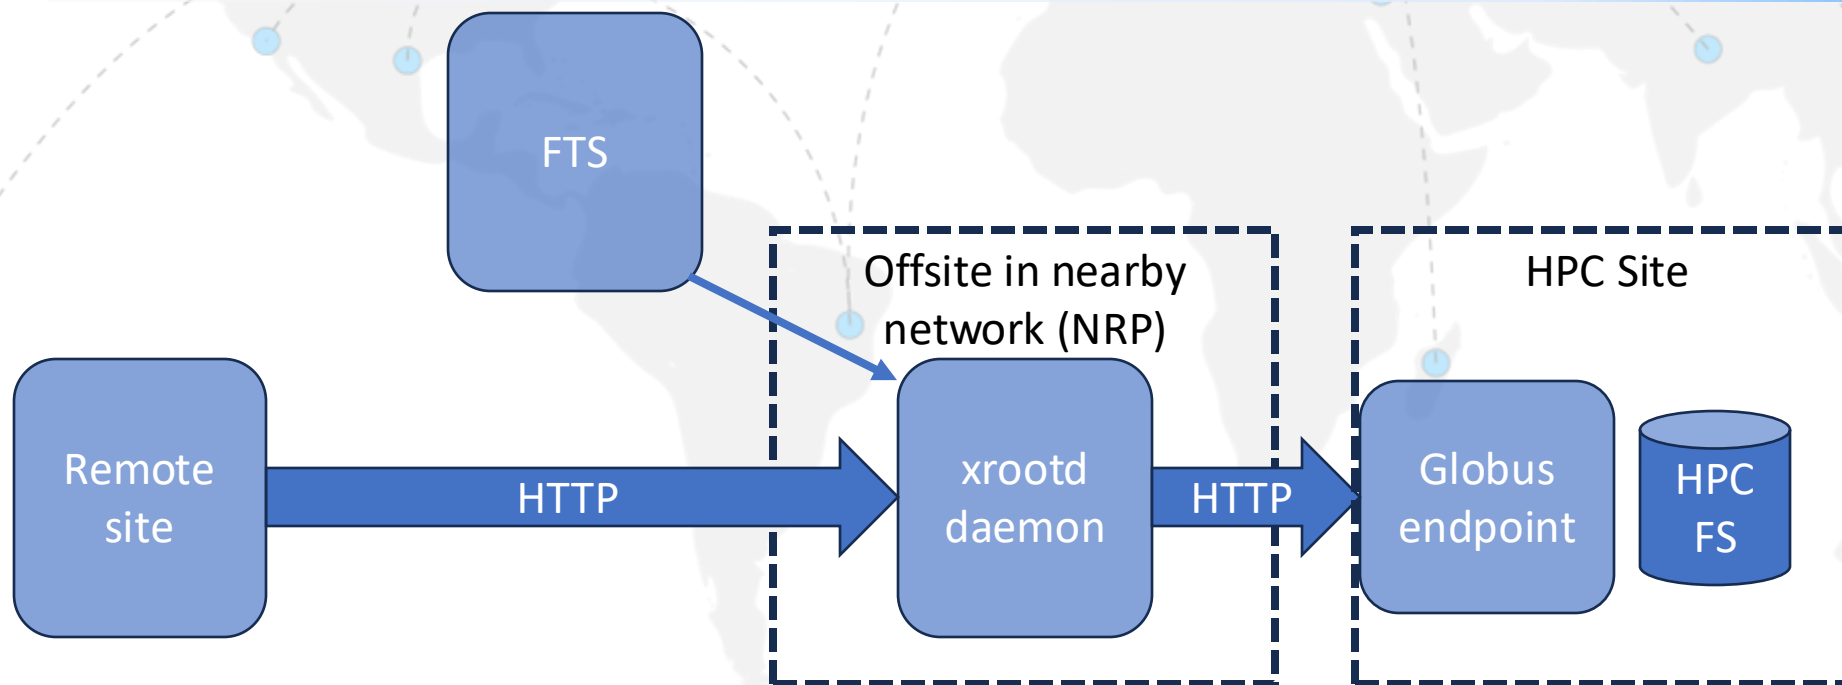 FTS
Offsite in nearby
network (NRP)
HPC Site
Remote
site
HTTP
xrootd
daemon
HTTP
Globus
endpoint
HPC
FS